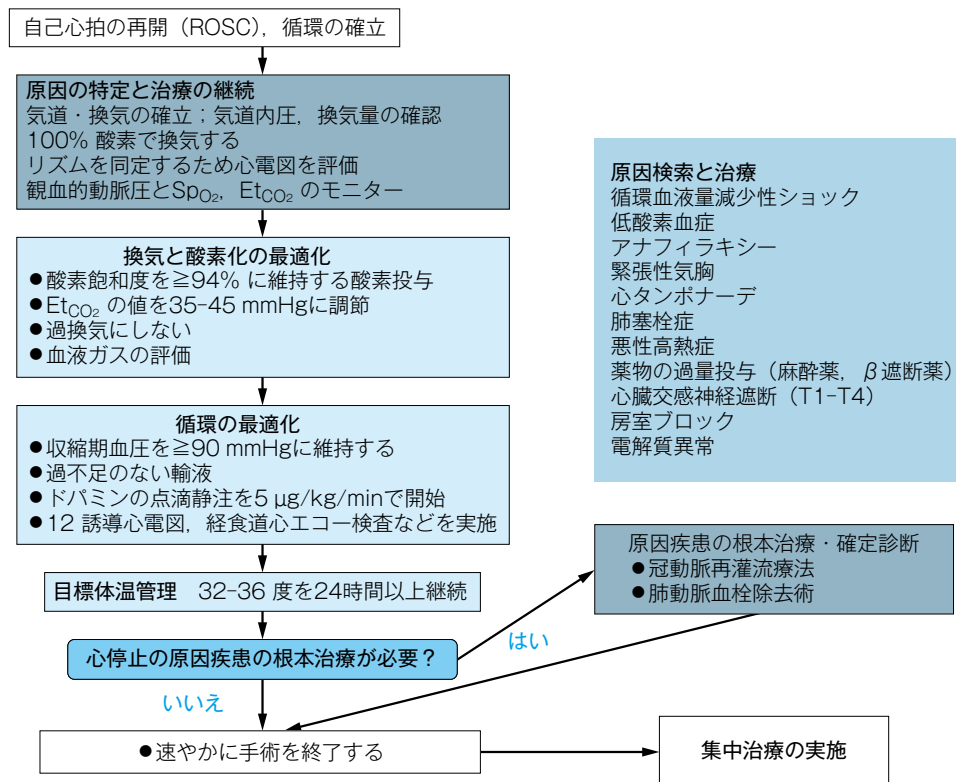 自己心拍の再開（ROSC），循環の確立
原因の特定と治療の継続
気道・換気の確立；気道内圧，換気量の確認
100% 酸素で換気する
リズムを同定するため心電図を評価
観血的動脈圧とSpO2，EtCO2 のモニター
換気と酸素化の最適化
●酸素飽和度を≧94% に維持する酸素投与
●EtCO2 の値を35-45 mmHgに調節
●過換気にしない
●血液ガスの評価
循環の最適化
●収縮期血圧を≧90 mmHgに維持する
●過不足のない輸液
●ドパミンの点滴静注を5 μg/kg/minで開始
●12 誘導心電図，経食道心エコー検査などを実施
目標体温管理　32-36 度を24時間以上継続
心停止の原因疾患の根本治療が必要？
はい
いいえ
●速やかに手術を終了する
集中治療の実施
原因検索と治療
循環血液量減少性ショック
低酸素血症
アナフィラキシー
緊張性気胸
心タンポナーデ
肺塞栓症
悪性高熱症
薬物の過量投与（麻酔薬，β遮断薬）
心臓交感神経遮断（T1-T4）
房室ブロック
電解質異常
原因疾患の根本治療・確定診断
●冠動脈再灌流療法
●肺動脈血栓除去術